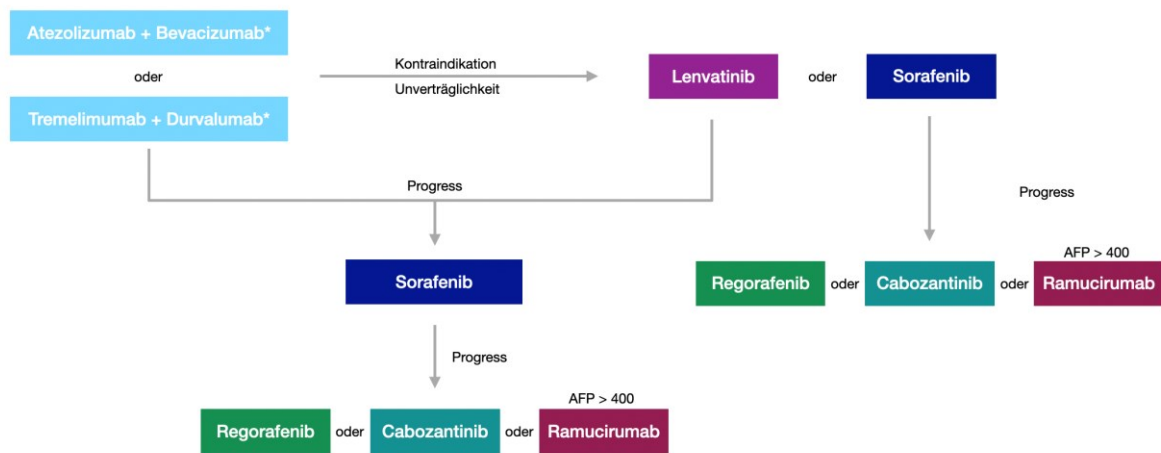 Atezolizumab + Bevacizumab*
oder
Tremelimumab + Durvalumab*
Kontraindikation
Unverträglichkeit
Lenvatinib oder Sorafenib
Progress
Progress
Sorafenib
AFP > 400
Regorafenib oder Cabozantinib oder Ramucirumab
Progress
AFP > 400
Regorafenib oder Cabozantinib oder Ramucirumab